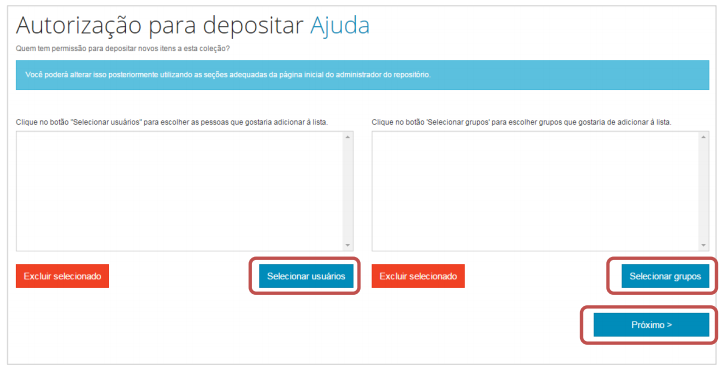 Autorização para depositar Ajuda
Quem tem permissão para depositar novos itens a esta coleção?
Você poderá alterar isso posteriormente utilizando as seções adequadas da página inicial do administrador do repositório.
Clique no botão "Selecionar usuários" para escolher as pessoas que gostaria adicionar á lista.
Clique no botão 'Selecionar grupos' para escolher grupos que gostaria de adicionar á lista.
Excluir selecionado
Selecionar usuários
Excluir selecionado
Selecionar grupos
Próximo >